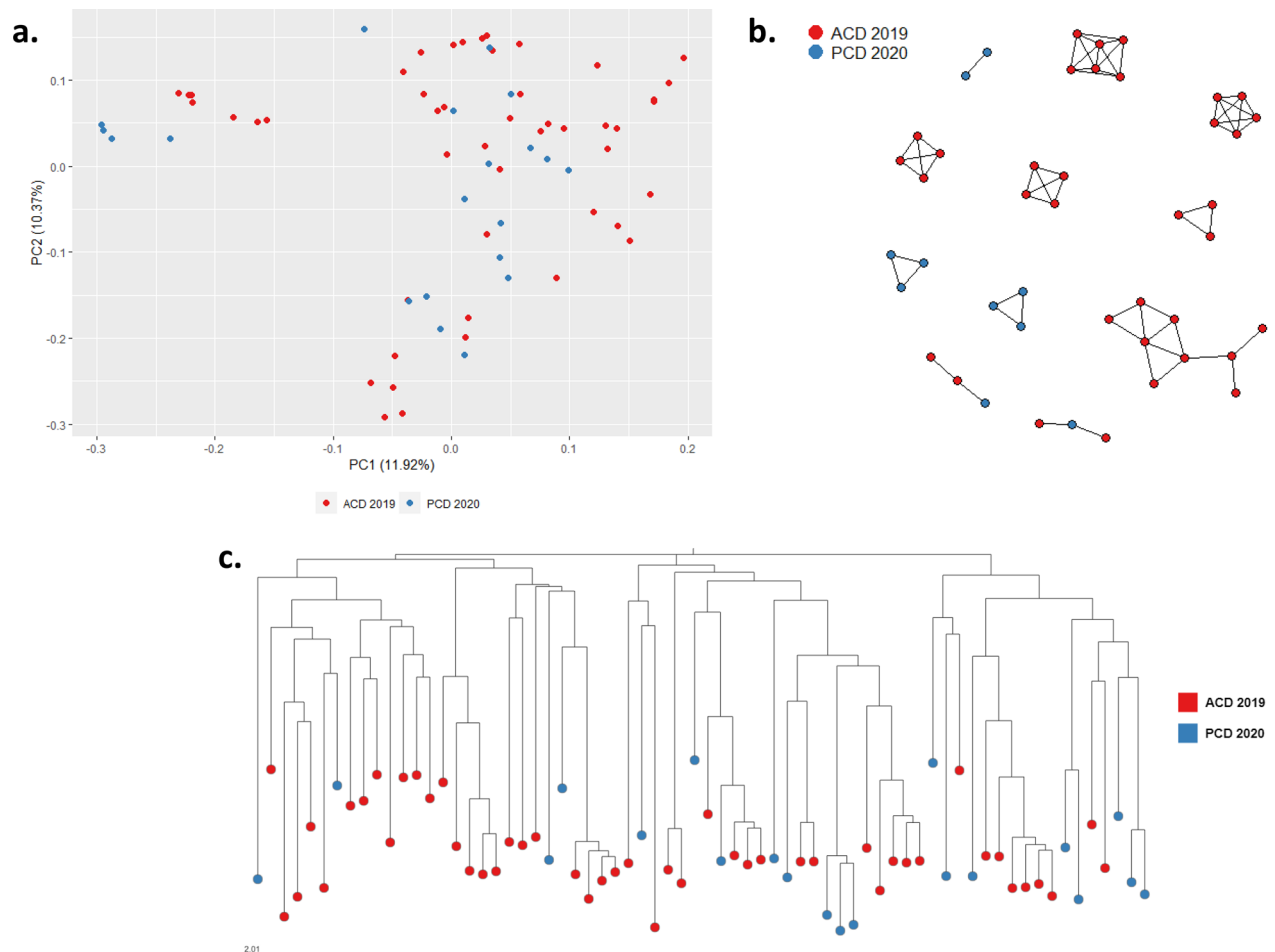 a.
0.1
0.0
-0.1
-0.2
-0.3
PC2 (10.37%)
-0.3
-0.2
-0.1
0.0
0.1
0.2
PC1 (11.92%)
ACD 2019
PCD 2020
b.
ACD 2019
PCD 2020
c.
ACD 2019
PCD 2020
2.01